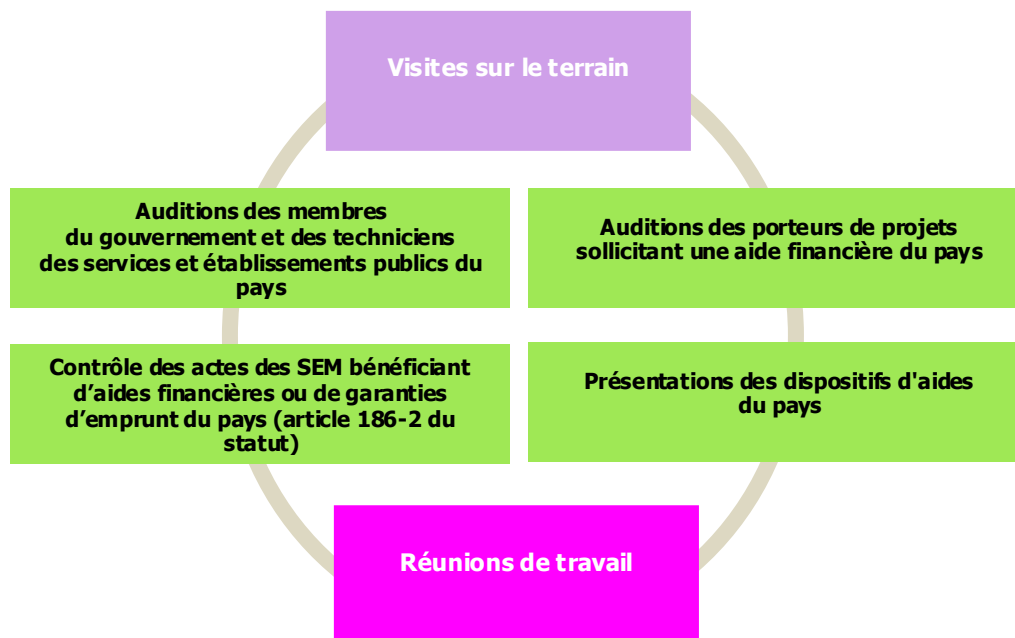 Visites sur le terrain
Auditions des membres
du gouvernement et des techniciens
des services et établissements publics du
pays
Auditions des porteurs de projets
sollicitant une aide financière du pays
Contrôle des actes des SEM bénéficiant
d’aides financières ou de garanties
d’emprunt du pays (article 186-2 du
statut)
Présentations des dispositifs d'aides
du pays
Réunions de travail